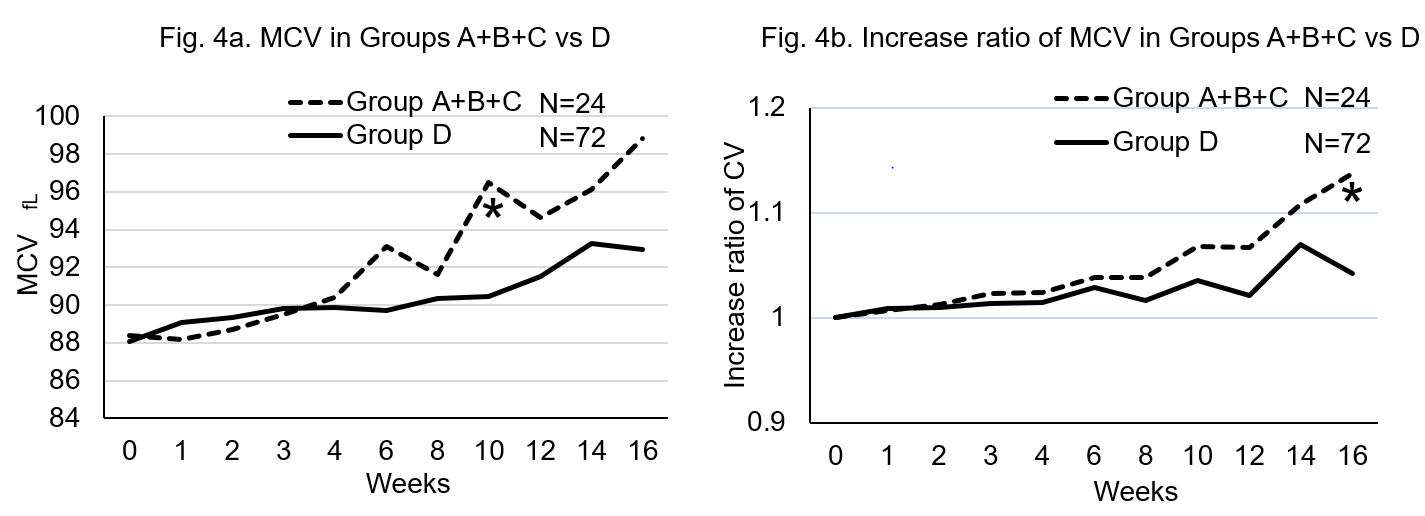 Fig. 4a. MCV in Groups A+B+C vs D
Group A+B+C N=24
Group D N=72
MCV fL
100
98
96
94
92
90
88
86
84
*
0 1 2 3 4 6 8 10 12 14 16
Weeks
Fig. 4b. Increase ratio of MCV in Groups A+B+C vs D
Group A+B+C N=24
Group D N=72
Increase ratio of CV
1.2
1.1
1
0.9
*
0 1 2 3 4 6 8 10 12 14 16
Weeks